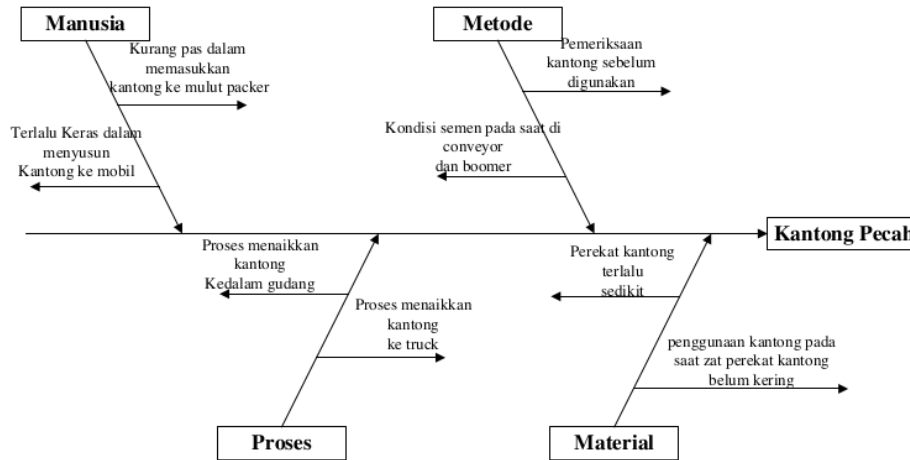 Manusia
Kurang pas dalam
memasukkan
kantong ke mulut packer
Terlalu Keras dalam
menyusun
Kantong ke mobil
Metode
Pemeriksaan
kantong sebelum
digunakan
Kondisi semen pada saat di
conveyor
dan boomer
Kantong Pecah
Proses menaikkan
kantong
Kedalam gudang
Proses menaikkan
kantong
ke truck
Proses
Perekat kantong
terlalu
sedikit
penggunaan kantong pada
saat zat perekat kantong
belum kering
Material